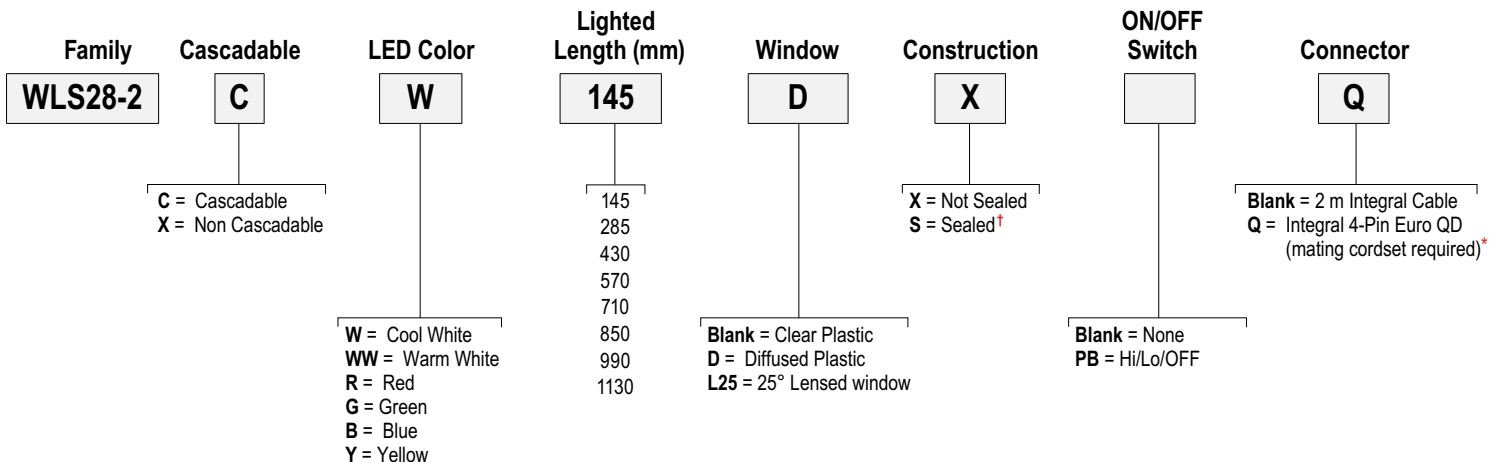 Family
Cascadable
LED Color
Lighted
Length (mm)
Window
Construction
ON/OFF
Switch
Connector
WLS28-2
C
W
145
D
X
Q
C = Cascadable
X = Non Cascadable
W = Cool White
WW = Warm White
R = Red
G = Green
B = Blue
Y = Yellow
145
285
430
570
710
850
990
1130
Blank = Clear Plastic
D = Diffused Plastic
L25 = 25° Lensed window
X = Not Sealed
S = Sealed†
Blank = None
PB = Hi/Lo/OFF
Blank = 2 m Integral Cable
Q = Integral 4-Pin Euro QD
(mating cordset required)*